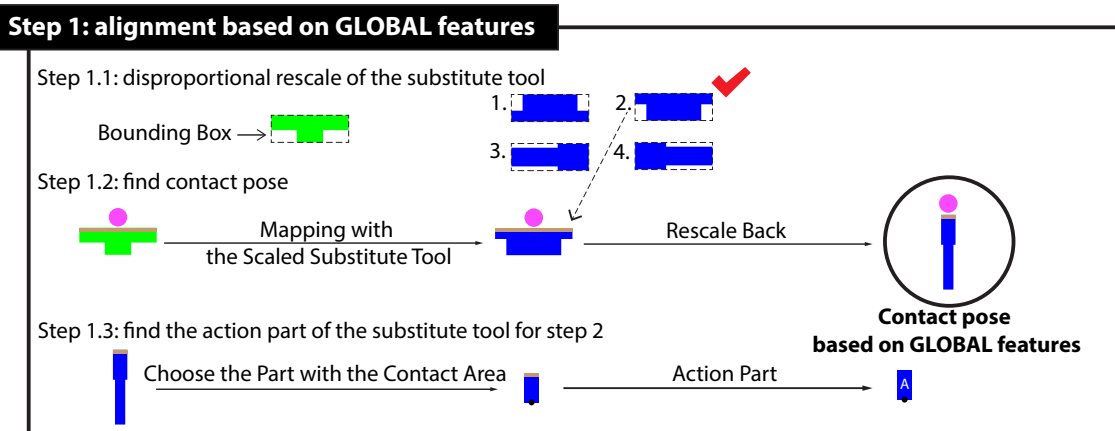 Step 1: alignment based on GLOBAL features
Step 1.1: disproportional rescale of the substitute tool
1.
2.
Bounding Box
3.
4.
Step 1.2: find contact pose
Mapping with
the Scaled Substitute Tool
Rescale Back
Contact pose
based on GLOBAL features
Step 1.3: find the action part of the substitute tool for step 2
Choose the Part with the Contact Area
Action Part
A